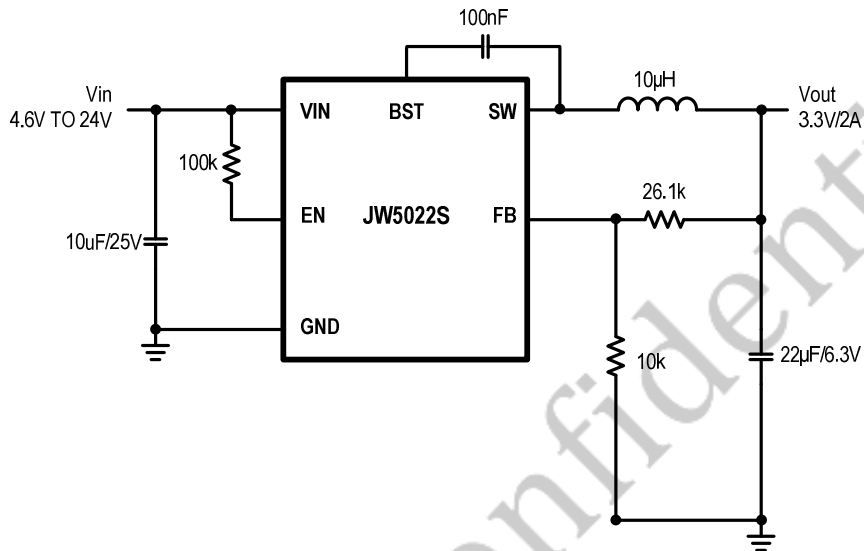 100nF
Vin
4.6V TO 24V
VIN
BST
SW
10µH
Vout
3.3V/2A
100k
EN
JW5022S
FB
26.1k
10uF/25V
GND
10k
22µF/6.3V